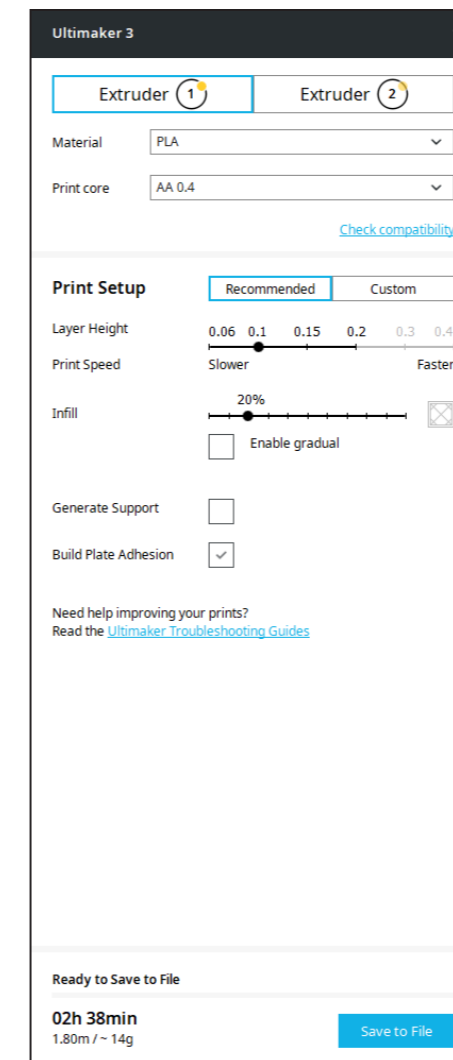 Ultimaker 3
Extruder 1 Extruder 2
Material PLA
Print core AA 0.4
Check compatibility
Print Setup Recommended Custom
Layer Height 0.06 0.1 0.15 0.2 0.3 0.4
Print Speed Slower Faster
20%
Infill
Enable gradual
Generate Support
Build Plate Adhesion
Need help improving your prints?
Read the Ultimaker Troubleshooting Guides
Ready to Save to File
02h 38min
1.80m / ~ 14g
Save to File